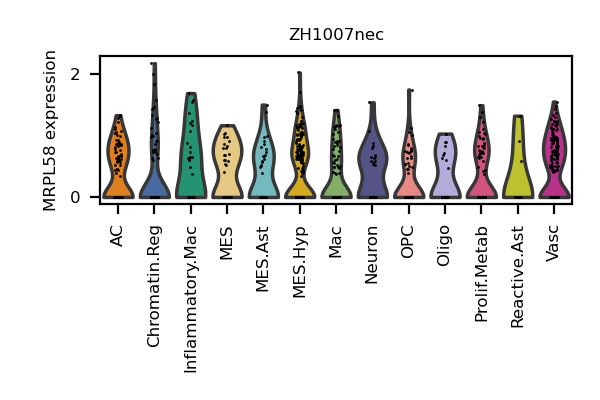 ZH1007nec
MRPL58 expression
2
0
AC
Chromatin.Reg
Inflammatory.Mac
MES
MES.Ast
MES.Hyp
Mac
Neuron
OPC
Oligo
Prolif.Metab
Reactive.Ast
Vasc